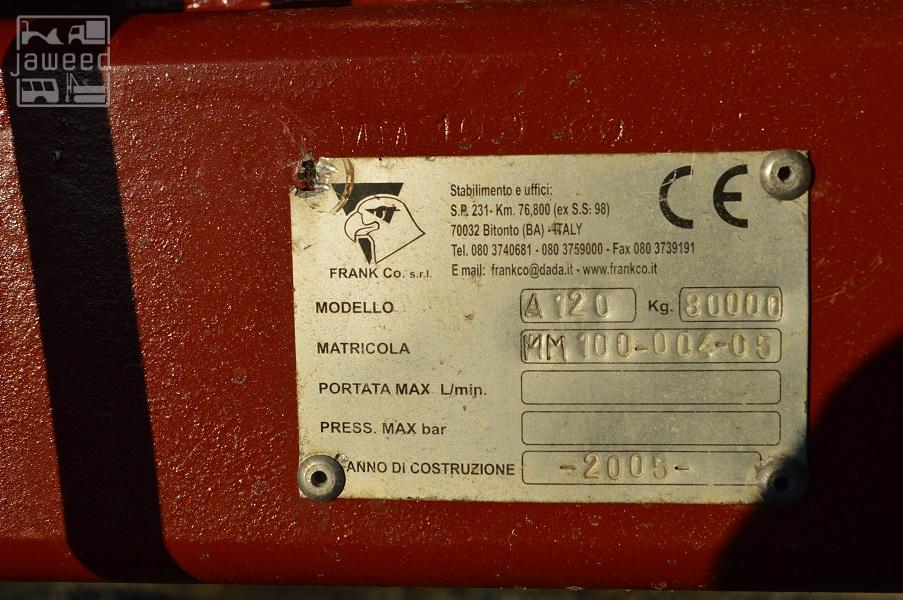 jaweed
MM 100
Stabilimento e uffici:
S.P. 231- Km. 76,800 (ex S.S. 98)
70032 Bitonto (BA) - ITALY
Tel. 080 3740681 - 080 3759000 - Fax 080 3739191
E mail: frankco@dada.it - www.frankco.it
CE
FRANK Co. s.r.l.
MODELLO A120 Kg. 30000
MATRICOLA MM100-004-05
PORTATA MAX L/min.
PRESS. MAX bar
ANNO DI COSTRUZIONE -2005-